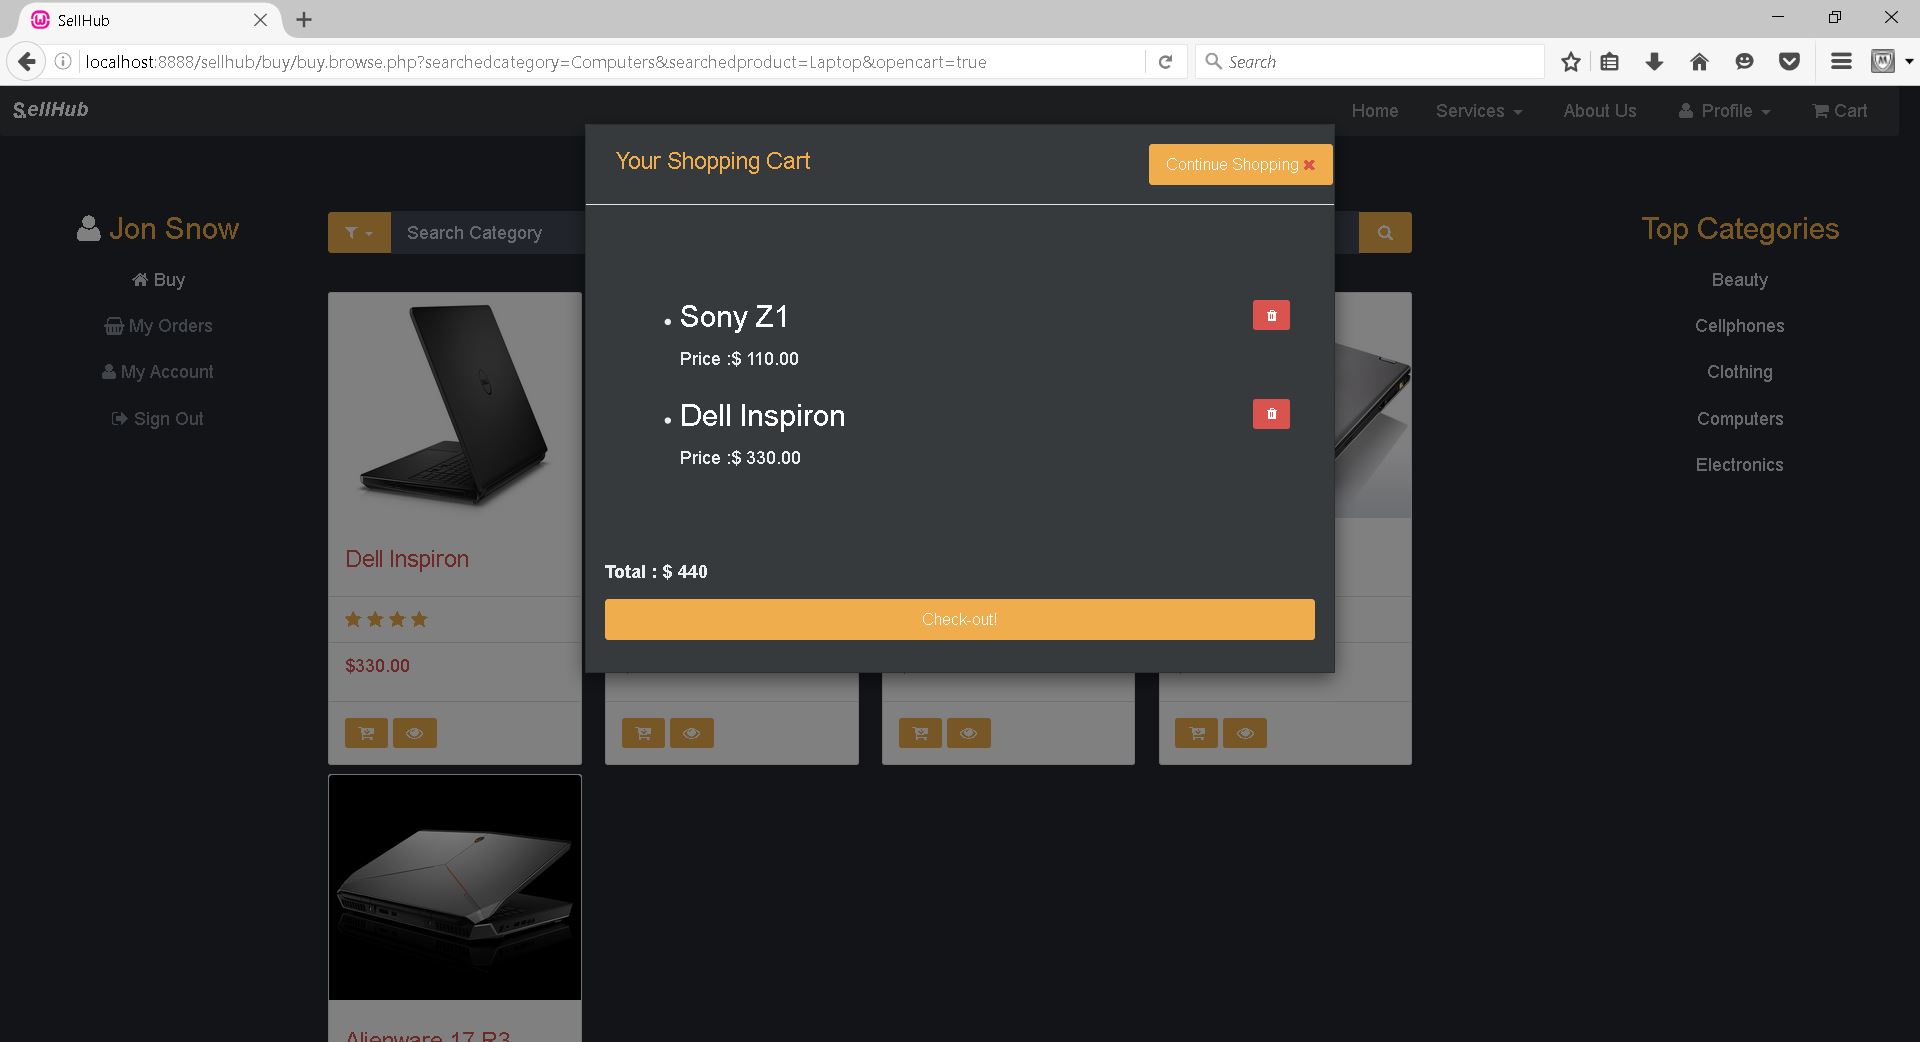 SellHub
localhost:8888/sellhub/buy/buy.browse.php?searchedcategory=Computers&searchedproduct=Laptop&opencart=true
Search
SellHub
Home
Services
About Us
Profile
Cart
Your Shopping Cart
Continue Shopping
Jon Snow
Buy
My Orders
My Account
Sign Out
Search Category
Top Categories
Beauty
Cellphones
Clothing
Computers
Electronics
Sony Z1
Price :$ 110.00
Dell Inspiron
Price :$ 330.00
Total : $ 440
Check-out!
Dell Inspiron
$330.00
Alienware 17 R3